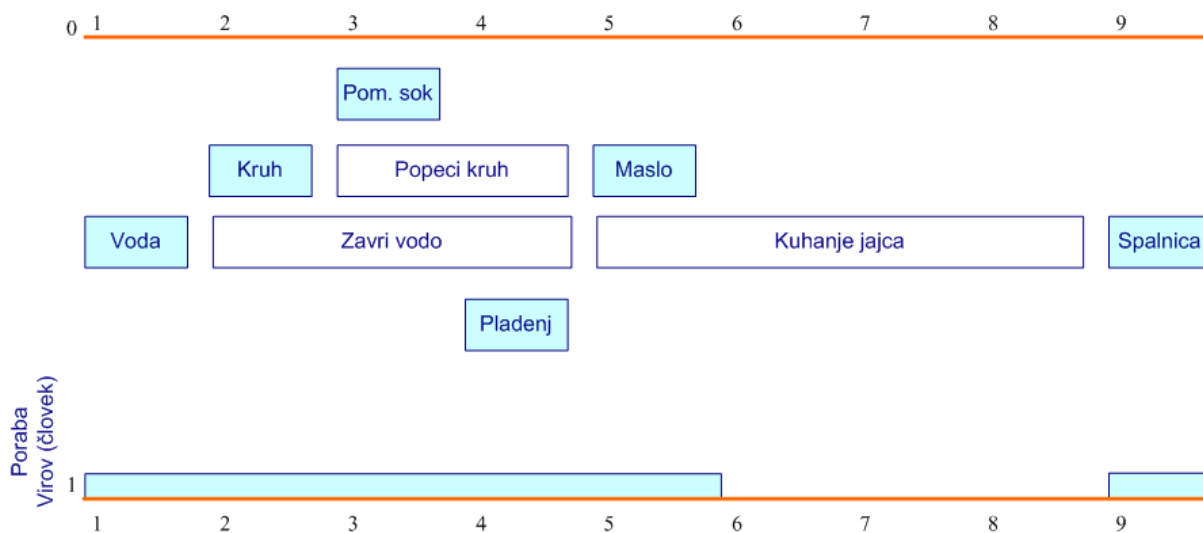 0 1 2 3 4 5 6 7 8 9
Pom. sok
Kruh Popeci kruh Maslo
Voda Zavri vodo Kuhanje jajca Spalnica
Pladenj
Poraba
Virov (človek)
1
1 2 3 4 5 6 7 8 9